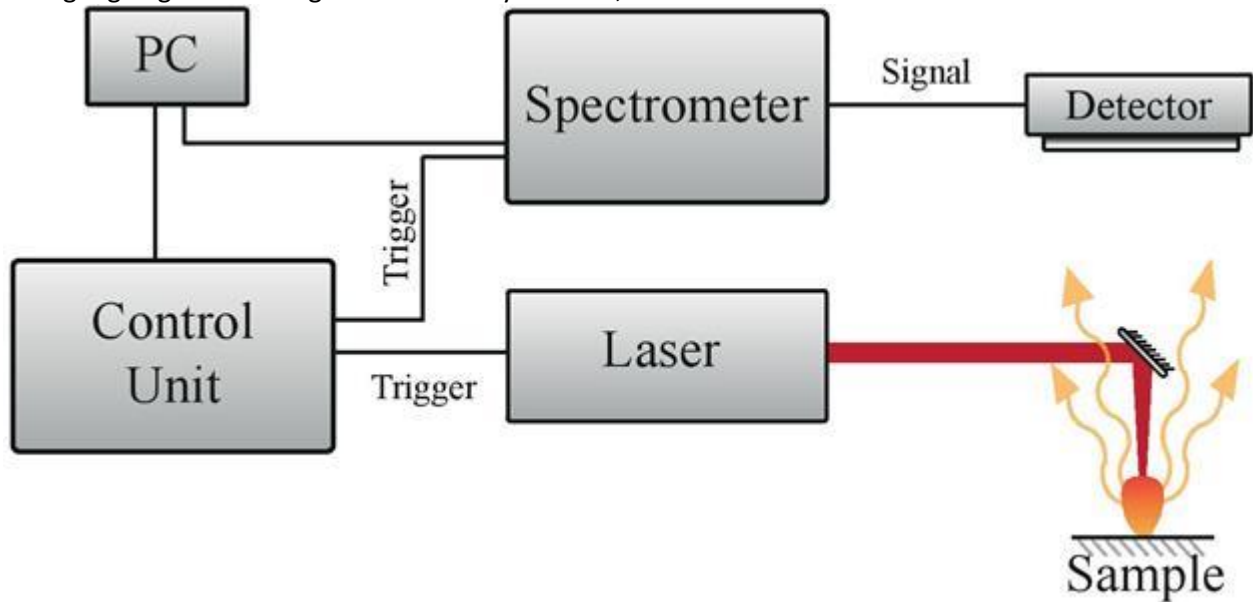 PC
Spectrometer
Signal
Detector
Trigger
Control
Unit
Trigger
Laser
Sample